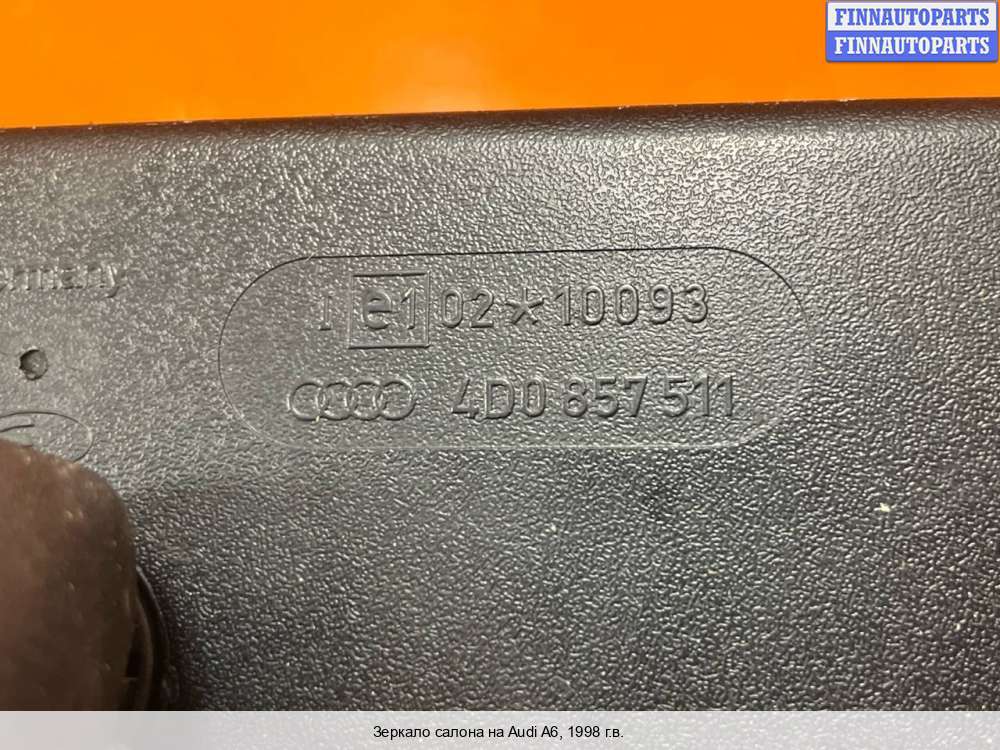 FINNAUTOPARTS
FINNAUTOPARTS
I e1 02*10093
4D0 857 511
Зеркало салона на Audi A6, 1998 г.в.